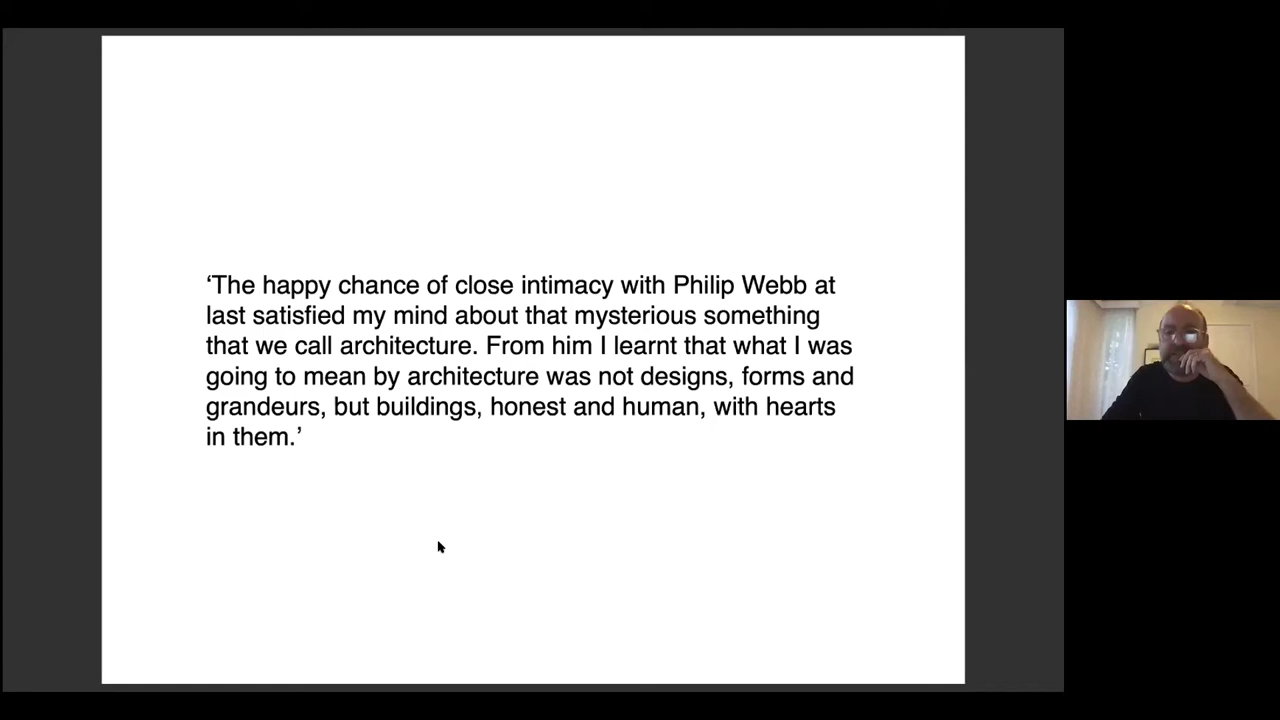 ‘The happy chance of close intimacy with Philip Webb at
last satisfied my mind about that mysterious something
that we call architecture. From him I learnt that what I was
going to mean by architecture was not designs, forms and
grandeurs, but buildings, honest and human, with hearts
in them.’